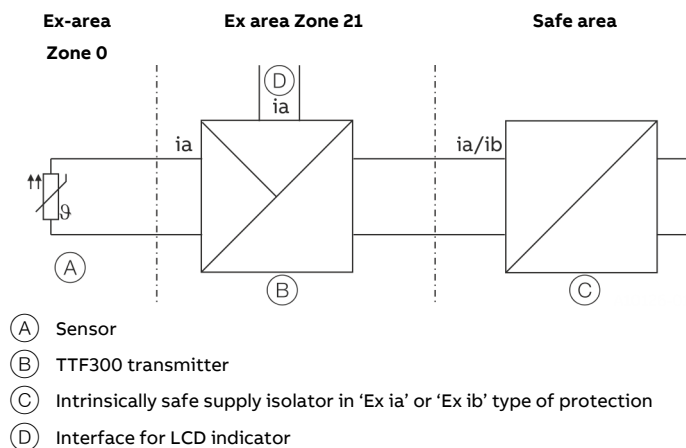 Ex-area Ex area Zone 21 Safe area
Zone 0
D
ia
ia ia/ib
ϑ
A B C
A Sensor
B TTF300 transmitter
C Intrinsically safe supply isolator in ‘Ex ia’ or ‘Ex ib’ type of protection
D Interface for LCD indicator